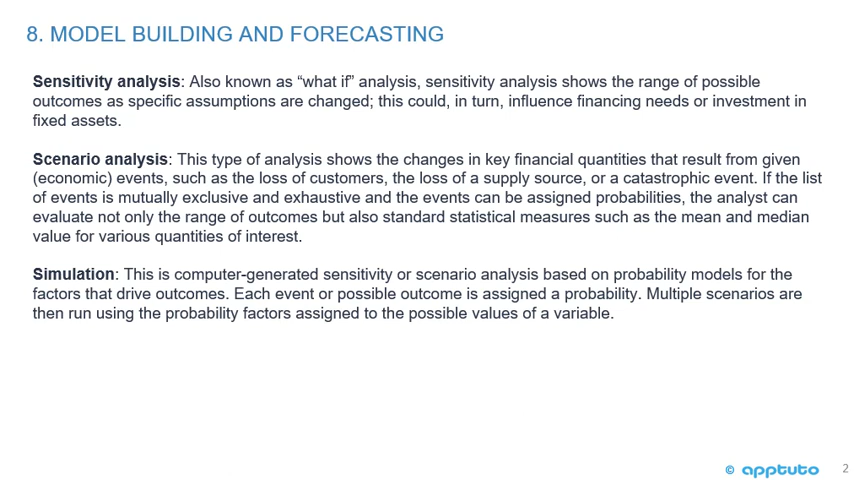 8. MODEL BUILDING AND FORECASTING
Sensitivity analysis: Also known as “what if” analysis, sensitivity analysis shows the range of possible
outcomes as specific assumptions are changed; this could, in turn, influence financing needs or investment in
fixed assets.
Scenario analysis: This type of analysis shows the changes in key financial quantities that result from given
(economic) events, such as the loss of customers, the loss of a supply source, or a catastrophic event. If the list
of events is mutually exclusive and exhaustive and the events can be assigned probabilities, the analyst can
evaluate not only the range of outcomes but also standard statistical measures such as the mean and median
value for various quantities of interest.
Simulation: This is computer-generated sensitivity or scenario analysis based on probability models for the
factors that drive outcomes. Each event or possible outcome is assigned a probability. Multiple scenarios are
then run using the probability factors assigned to the possible values of a variable.
© apptuto 2